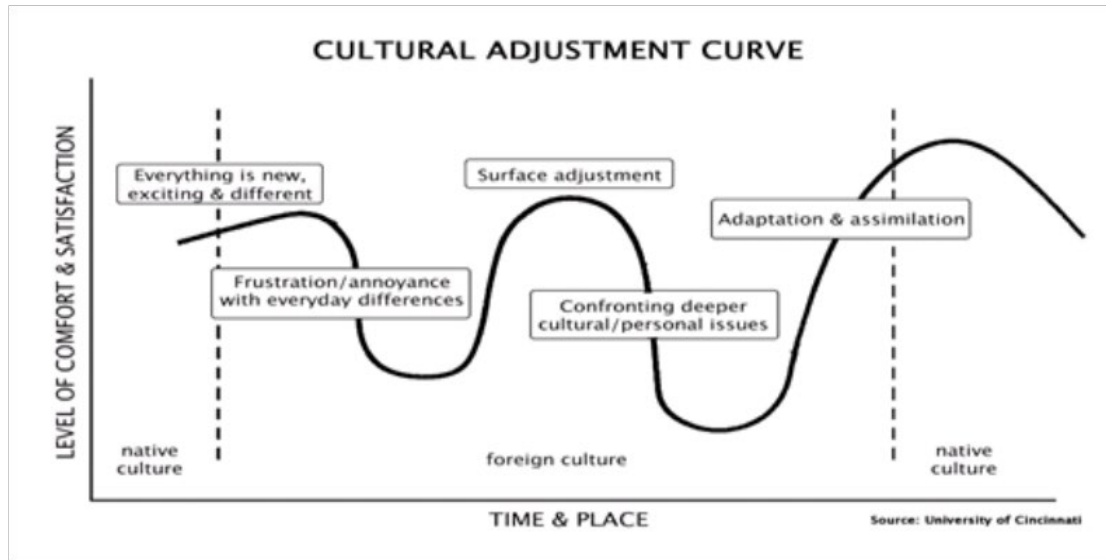 CULTURAL ADJUSTMENT CURVE
LEVEL OF COMFORT & SATISFACTION
Everything is new,
exciting & different
Frustration/annoyance
with everyday differences
Surface adjustment
Confronting deeper
cultural/personal issues
Adaptation & assimilation
native
culture
foreign culture
native
culture
TIME & PLACE
Source: University of Cincinnati